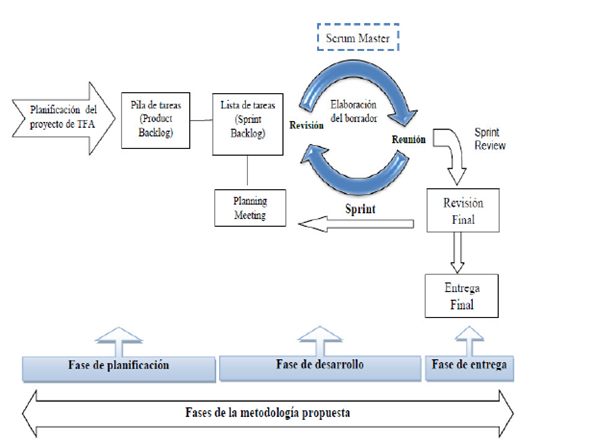 Scrum Master
Planificación del
proyecto de TFA
Pila de tareas
(Product
Backlog)
Lista de tareas
(Sprint
Backlog)
Revisión
Elaboración
del borrador
Reunión
Sprint
Review
Planning
Meeting
Sprint
Revisión
Final
Entrega
Final
Fase de planificación
Fase de desarrollo
Fase de entrega
Fases de la metodología propuesta